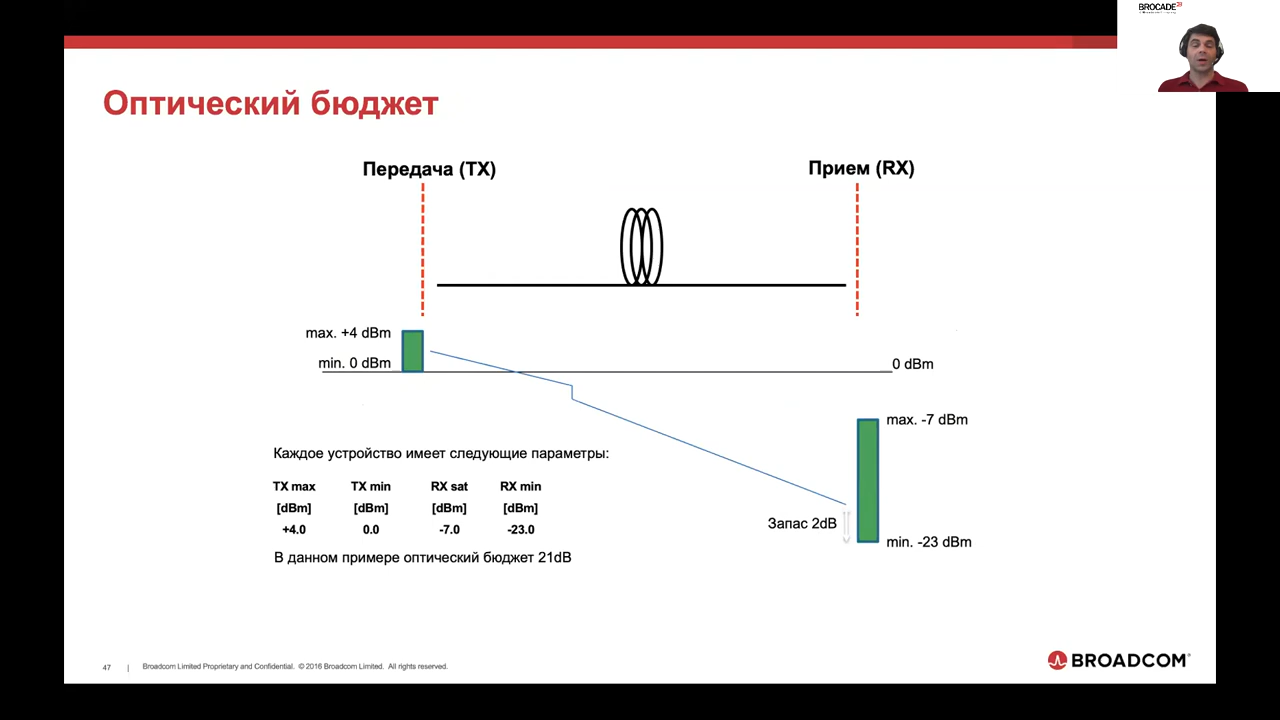 BROCADE
Оптический бюджет
Передача (TX)
Прием (RX)
max. +4 dBm
min. 0 dBm
0 dBm
max. -7 dBm
Каждое устройство имеет следующие параметры:
TX max TX min RX sat RX min
[dBm] [dBm] [dBm] [dBm]
+4.0 0.0 -7.0 -23.0
Запас 2dB
min. -23 dBm
В данном примере оптический бюджет 21dB
47 | Broadcom Limited Proprietary and Confidential. © 2016 Broadcom Limited. All rights reserved.
BROADCOM®